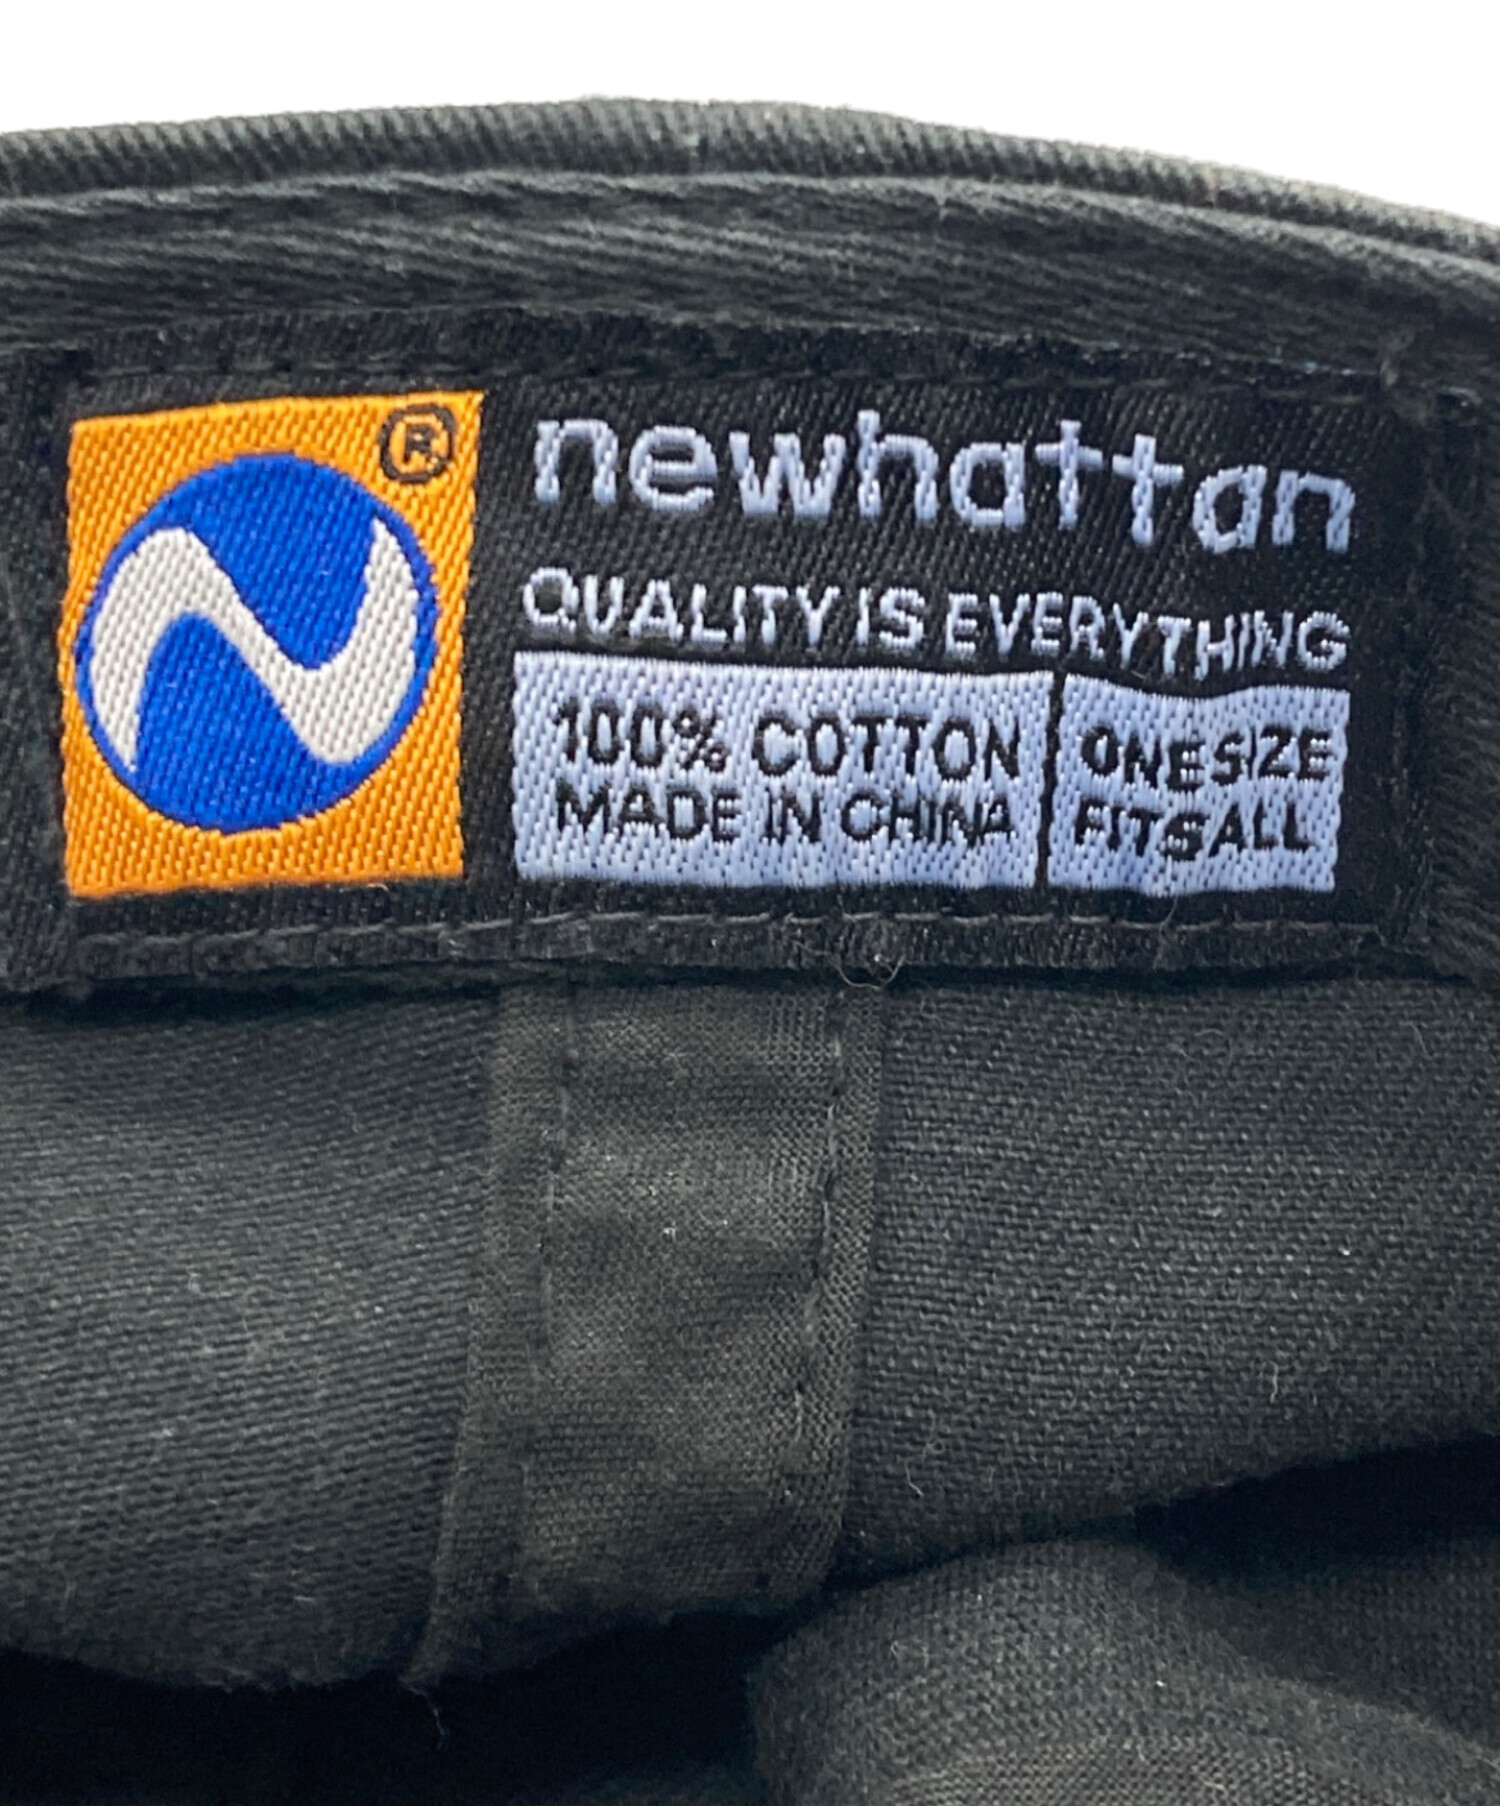 ®
newhattan
QUALITY IS EVERYTHING
100% COTTON
MADE IN CHINA
ONE SIZE
FITS ALL